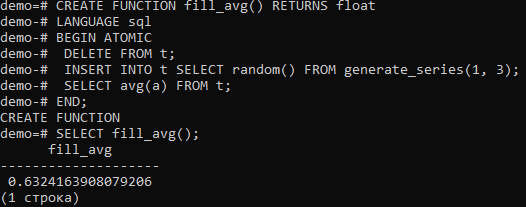 demo=# CREATE FUNCTION fill_avg() RETURNS float
demo-# LANGUAGE sql
demo-# BEGIN ATOMIC
demo-#  DELETE FROM t;
demo-#  INSERT INTO t SELECT random() FROM generate_series(1, 3);
demo-#  SELECT avg(a) FROM t;
demo-# END;
CREATE FUNCTION
demo=# SELECT fill_avg();
      fill_avg
--------------------
 0.6324163908079206
(1 строка)